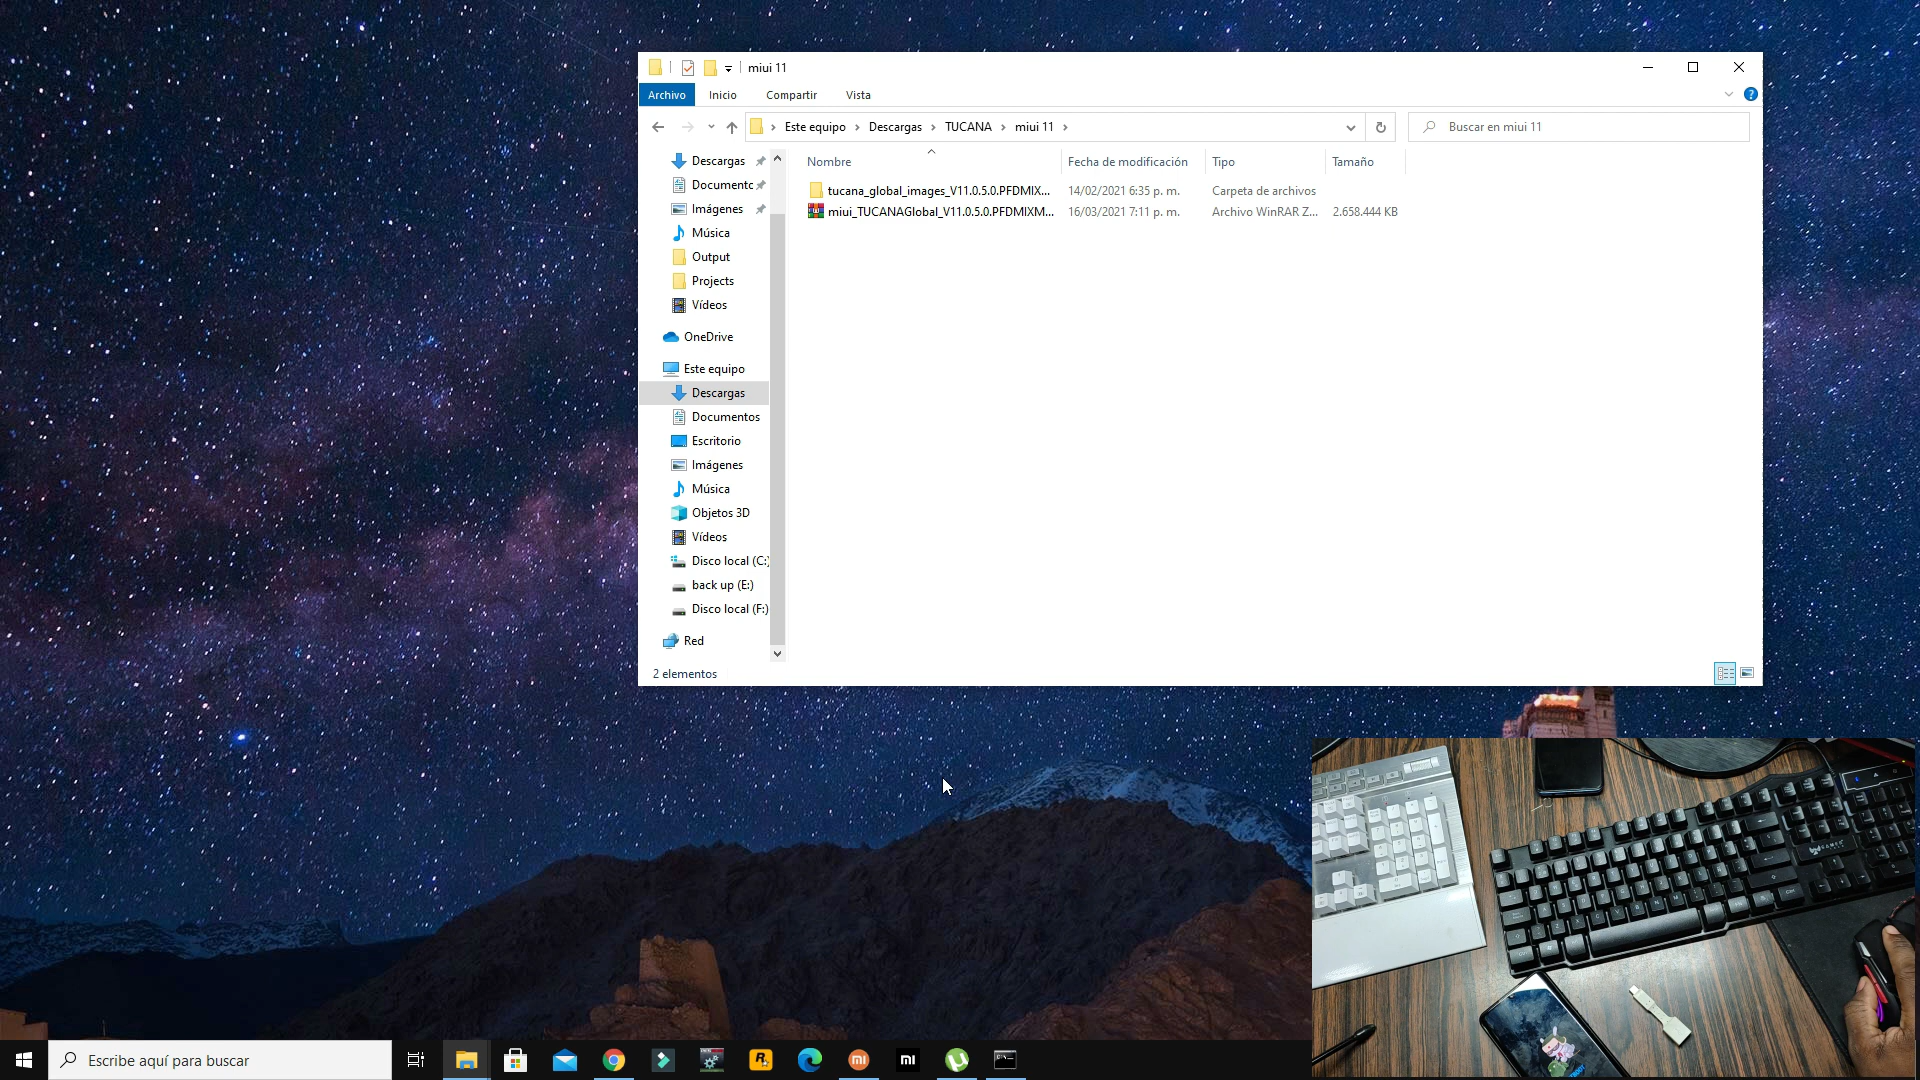 miui 11
Archivo Inicio Compartir Vista
Este equipo Descargas TUCANA miui 11
Buscar en miui 11
Nombre Fecha de modificación Tipo Tamaño
tucana_global_images_V11.0.5.0.PFDMIX... 14/02/2021 6:35 p. m. Carpeta de archivos
miui_TUCANAGlobal_V11.0.5.0.PFDMIXM... 16/03/2021 7:11 p. m. Archivo WinRAR Z... 2.658.444 KB
Descargas
Documentc
Imágenes
Música
Output
Projects
Vídeos
OneDrive
Este equipo
Descargas
Documentos
Escritorio
Imágenes
Música
Objetos 3D
Vídeos
Disco local (C:)
back up (E:)
Disco local (F:)
Red
2 elementos
Escribe aquí para buscar